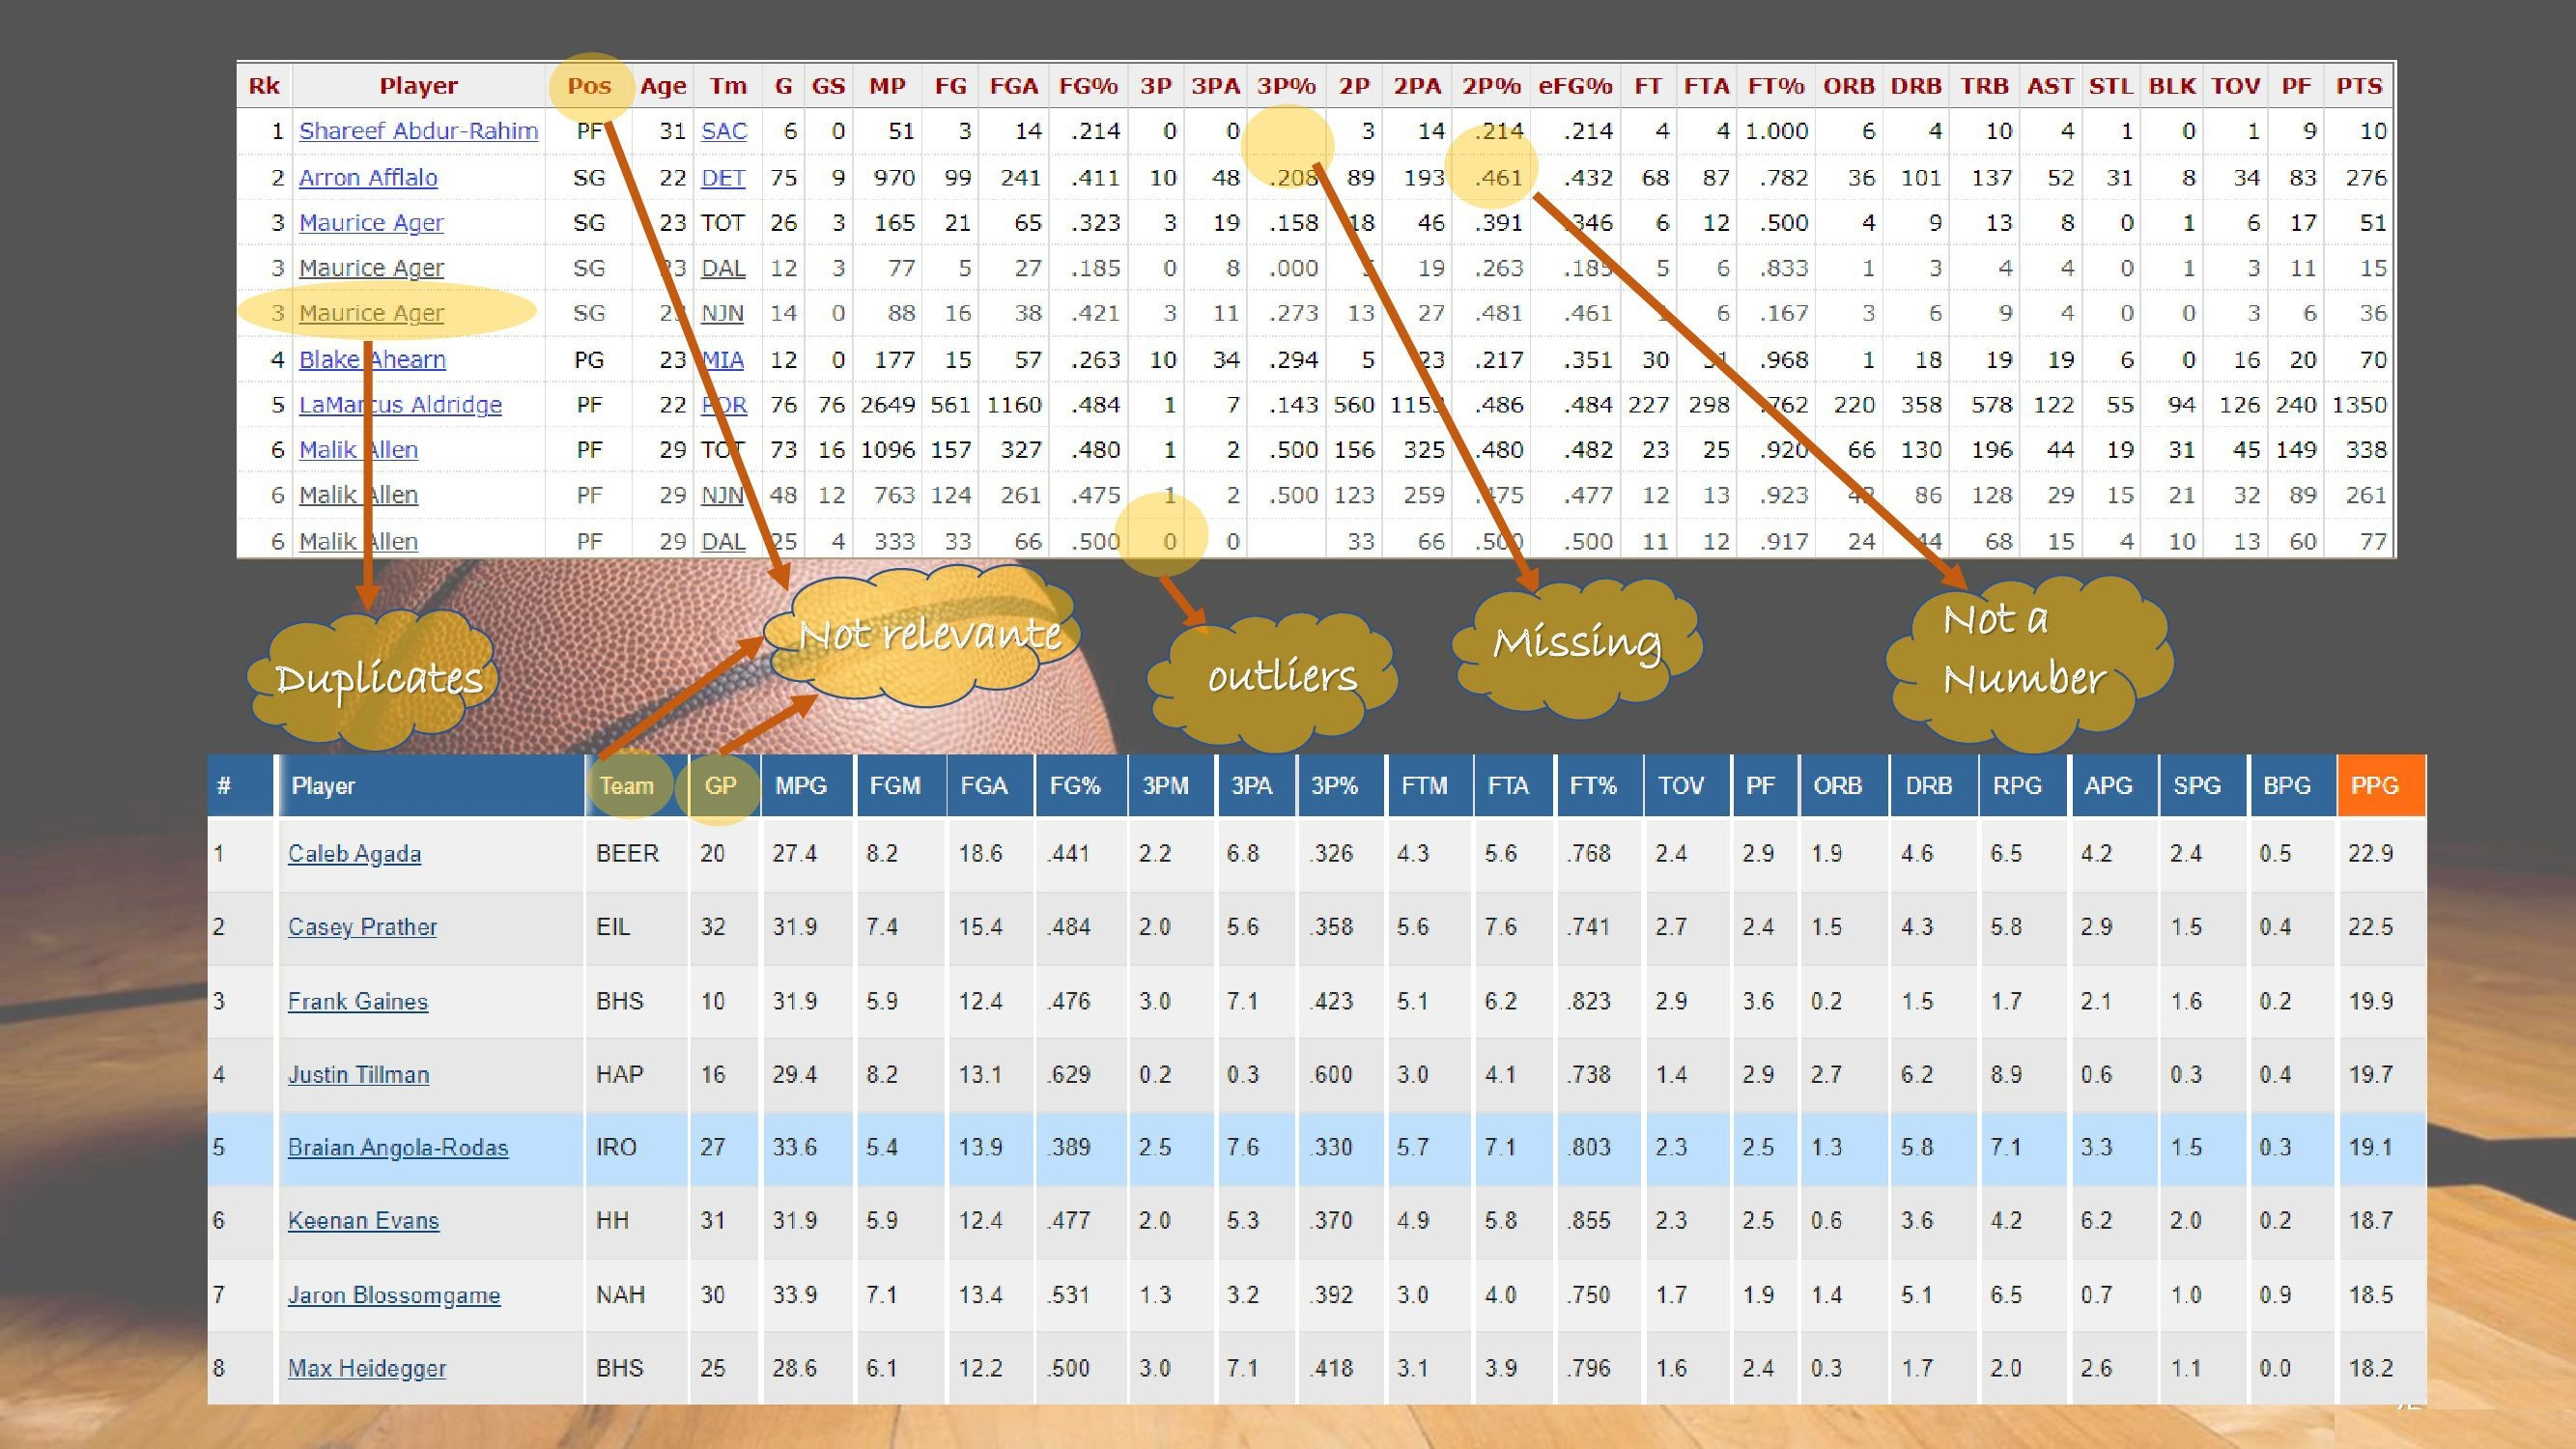 Rk Player Pos Age Tm G GS MP FG FGA FG% 3P 3PA 3P% 2P 2PA 2P% eFG% FT FTA FT% ORB DRB TRB AST STL BLK TOV PF PTS
1 Shareef Abdur-Rahim PF 31 SAC 6 0 51 3 14 .214 0 0 3 14 .214 .214 4 4 1.000 6 4 10 4 1 0 1 9 10
2 Arron Afflalo SG 22 DET 75 9 970 99 241 .411 10 48 .208 89 193 .461 .432 68 87 .782 36 101 137 52 31 8 34 83 276
3 Maurice Ager SG 23 TOT 26 3 165 21 65 .323 3 19 .158 18 46 .391 .346 6 12 .500 4 9 13 8 0 1 6 17 51
3 Maurice Ager SG 23 DAL 12 3 77 5 27 .185 0 8 .000 19 .263 .185 5 6 .833 1 3 4 4 0 1 3 11 15
3 Maurice Ager SG 23 NJN 14 0 88 16 38 .421 3 11 .273 13 27 .481 .461 6 .167 3 6 9 4 0 0 3 6 36
4 Blake Ahearn PG 23 MIA 12 0 177 15 57 .263 10 34 .294 5 23 .217 .351 30 .968 1 18 19 19 6 0 16 20 70
5 LaMarcus Aldridge PF 22 POR 76 76 2649 561 1160 .484 1 7 .143 560 1153 .486 .484 227 298 .762 220 358 578 122 55 94 126 240 1350
6 Malik Allen PF 29 TOT 73 16 1096 157 327 .480 1 2 .500 156 325 .480 .482 23 25 .920 66 130 196 44 19 31 45 149 338
6 Malik Allen PF 29 NJN 48 12 763 124 261 .475 1 2 .500 123 259 .475 .477 12 13 .923 42 86 128 29 15 21 32 89 261
6 Malik Allen PF 29 DAL 25 4 333 33 66 .500 0 0 33 66 .500 .500 11 12 .917 24 44 68 15 4 10 13 60 77
Duplicates
Not relevante
outliers
Missing
Not a
Number
# Player Team GP MPG FGM FGA FG% 3PM 3PA 3P% FTM FTA FT% TOV PF ORB DRB RPG APG SPG BPG PPG
1 Caleb Agada BEER 20 27.4 8.2 18.6 .441 2.2 6.8 .326 4.3 5.6 .768 2.4 2.9 1.9 4.6 6.5 4.2 2.4 0.5 22.9
2 Casey Prather EIL 32 31.9 7.4 15.4 .484 2.0 5.6 .358 5.6 7.6 .741 2.7 2.4 1.5 4.3 5.8 2.9 1.5 0.4 22.5
3 Frank Gaines BHS 10 31.9 5.9 12.4 .476 3.0 7.1 .423 5.1 6.2 .823 2.9 3.6 0.2 1.5 1.7 2.1 1.6 0.2 19.9
4 Justin Tillman HAP 16 29.4 8.2 13.1 .629 0.2 0.3 .600 3.0 4.1 .738 1.4 2.9 2.7 6.2 8.9 0.6 0.3 0.4 19.7
5 Braian Angola-Rodas IRO 27 33.6 5.4 13.9 .389 2.5 7.6 .330 5.7 7.1 .803 2.3 2.5 1.3 5.8 7.1 3.3 1.5 0.3 19.1
6 Keenan Evans HH 31 31.9 5.9 12.4 .477 2.0 5.3 .370 4.9 5.8 .855 2.3 2.5 0.6 3.6 4.2 6.2 2.0 0.2 18.7
7 Jaron Blossomgame NAH 30 33.9 7.1 13.4 .531 1.3 3.2 .392 3.0 4.0 .750 1.7 1.9 1.4 5.1 6.5 0.7 1.0 0.9 18.5
8 Max Heidegger BHS 25 28.6 6.1 12.2 .500 3.0 7.1 .418 3.1 3.9 .796 1.6 2.4 0.3 1.7 2.0 2.6 1.1 0.0 18.2